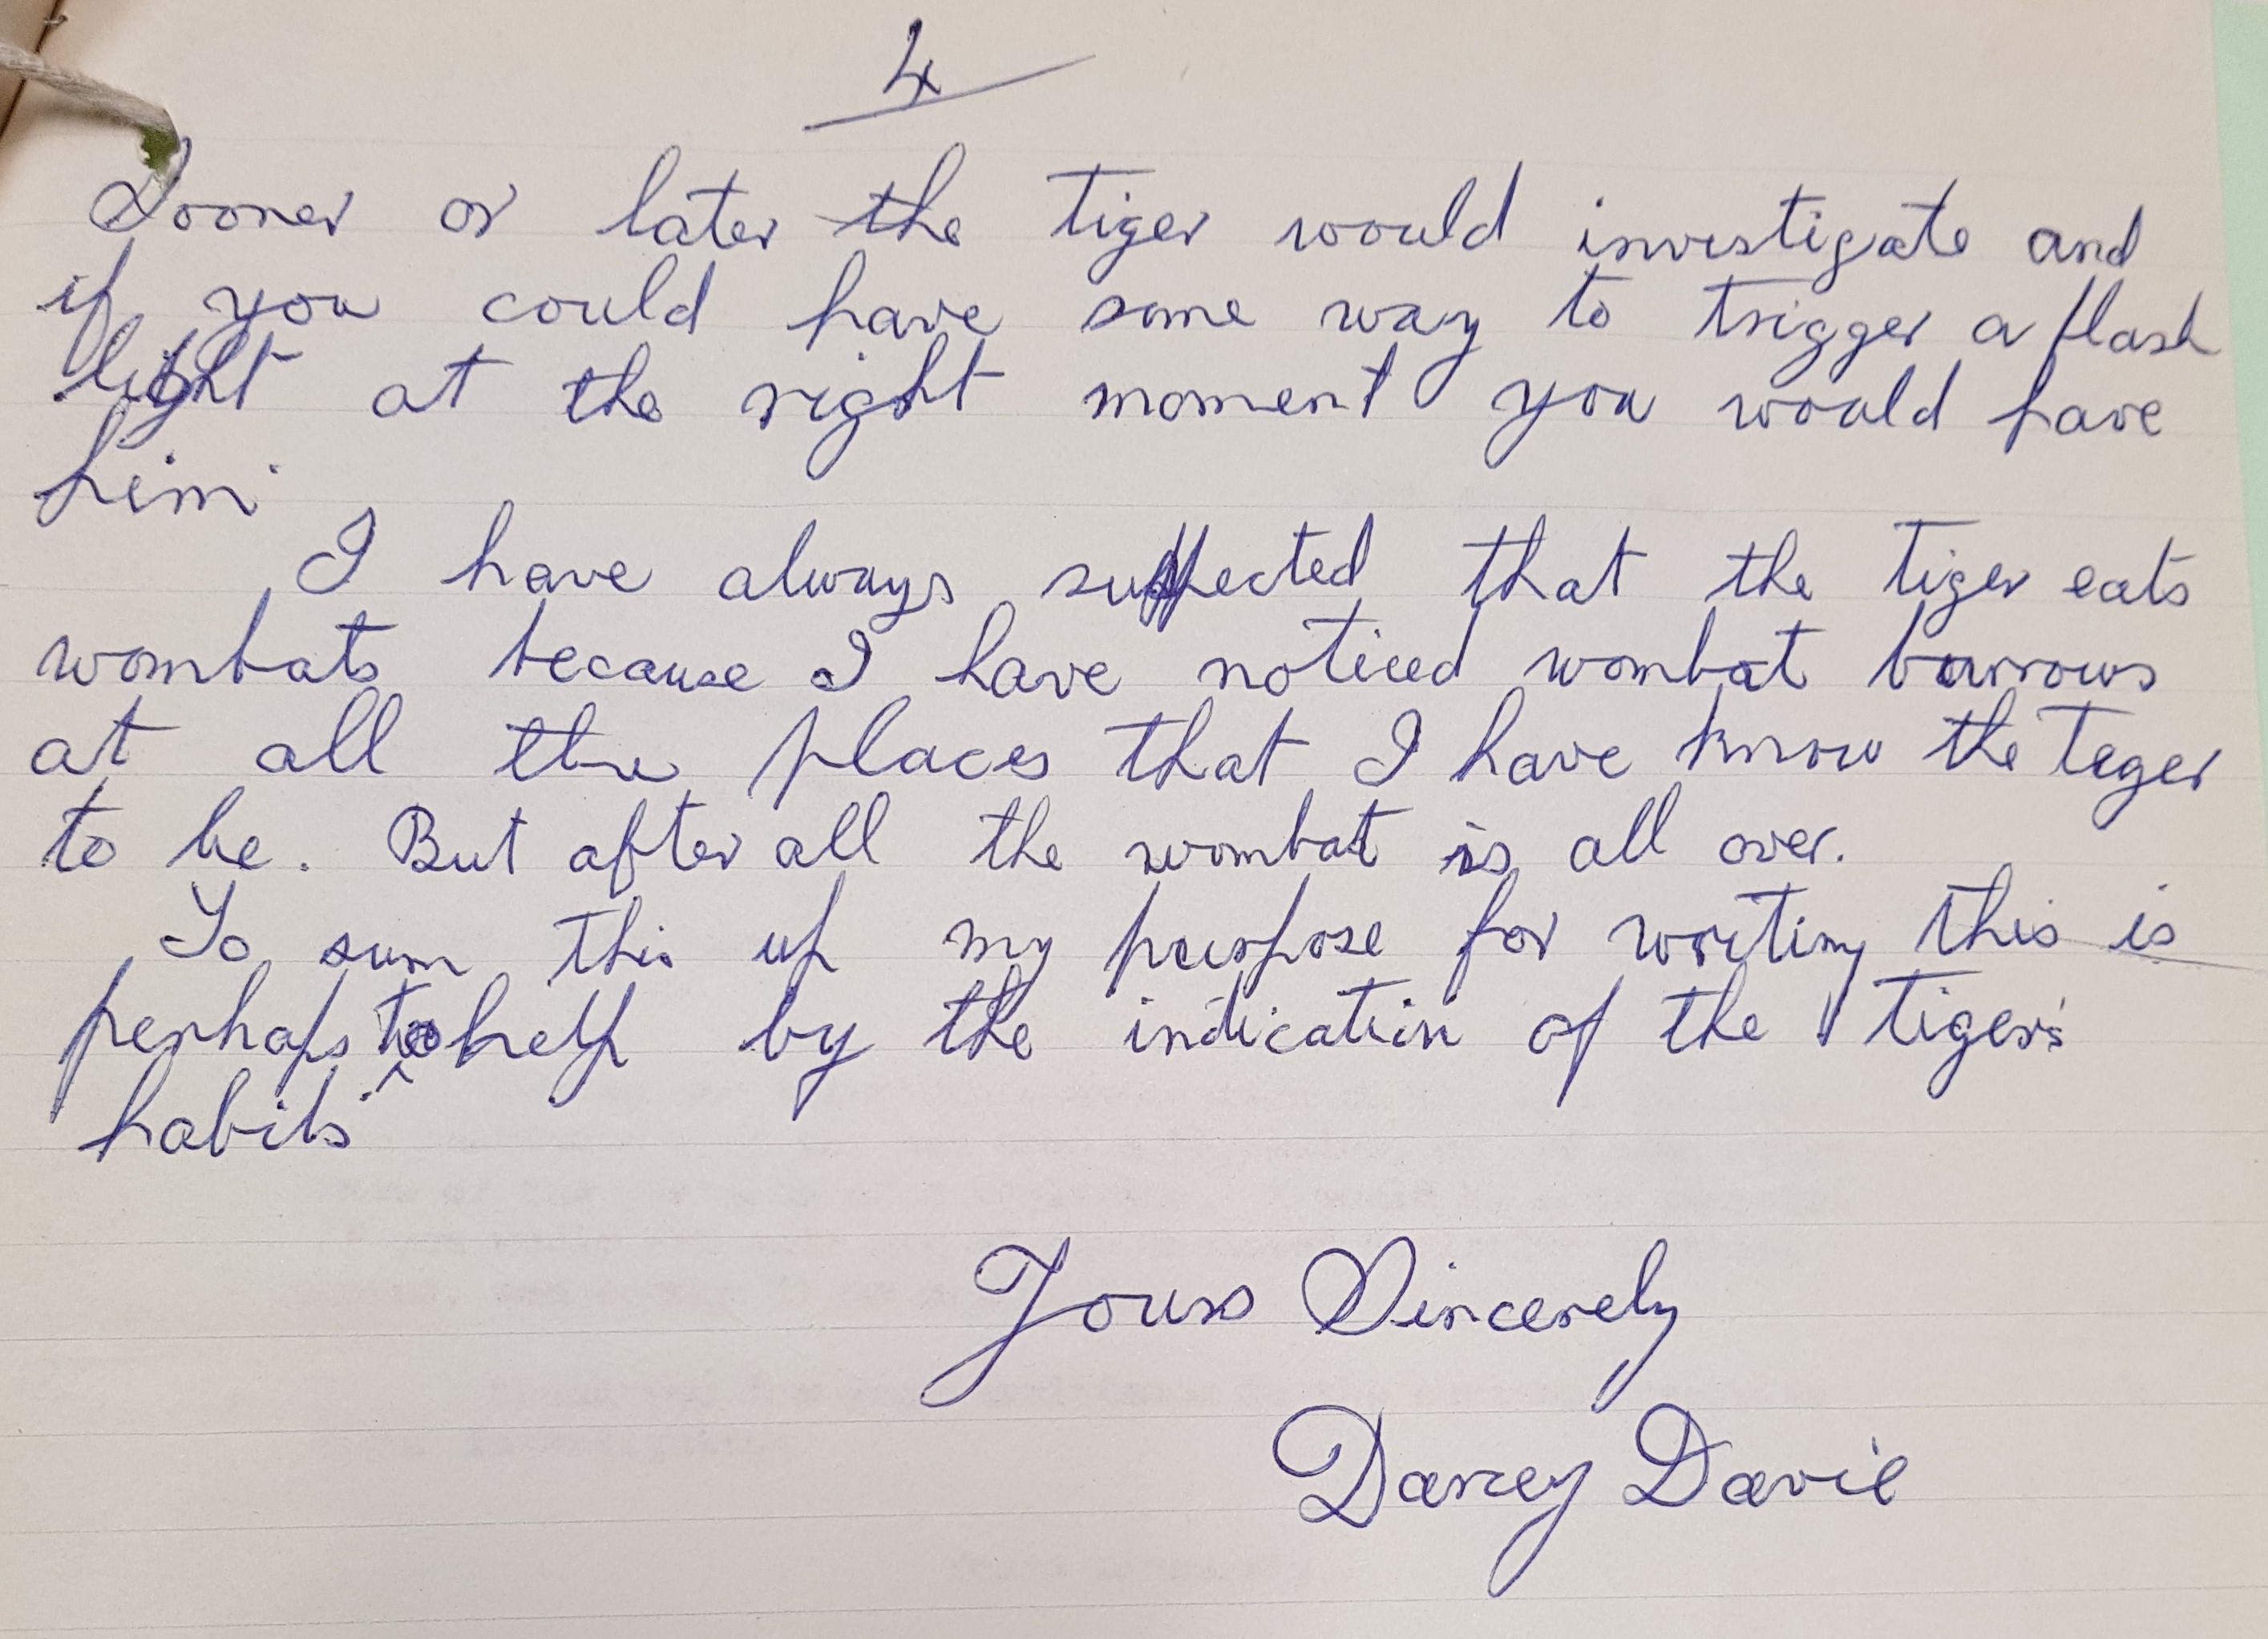 4
Sooner or later the tiger would investigate and
if you could have some way to trigger a flash
light at the right moment you would have
him.
I have always suspected that the tiger eats
wombats because I have noticed wombat burrows
at all the places that I have know the Teger
to be. But after all the wombat is all over.
To sum this up my purpose for writing this is
perhaps to help by the indication of the tigers's
habits.
Yours Sincerely
Darcey Davie